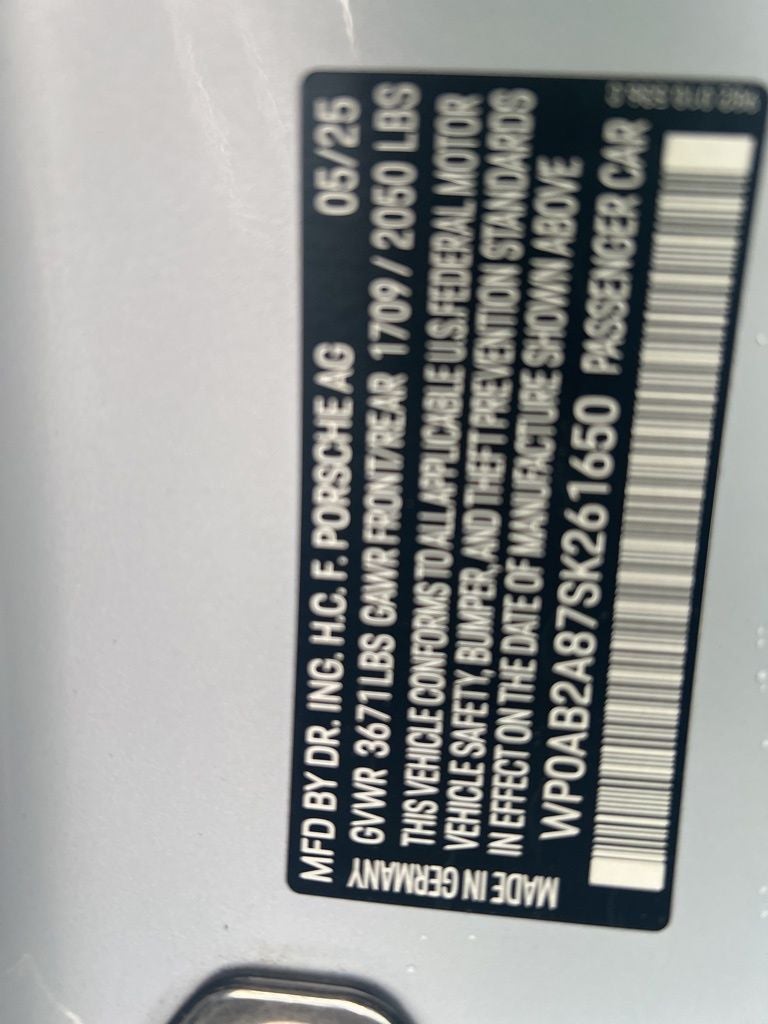 MFD BY DR. ING. H.C. F. PORSCHE AG 05/25
GVWR 3671LBS GAWR FRONT/REAR 1709/2050 LBS
THIS VEHICLE CONFORMS TO ALL APPLICABLE U.S. FEDERAL MOTOR
VEHICLE SAFETY, BUMPER, AND THEFT PREVENTION STANDARDS
IN EFFECT ON THE DATE OF MANUFACTURE SHOWN ABOVE
WP0AB2A87SK261650 PASSENGER CAR
MADE IN GERMANY